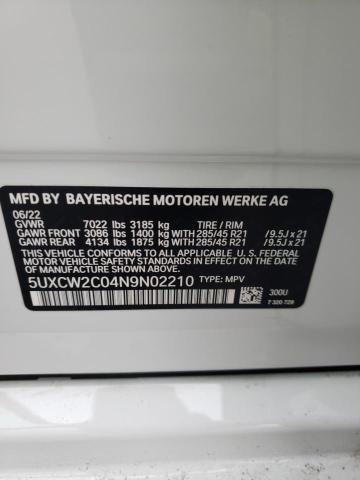 MFD BY BAYERISCHE MOTOREN WERKE AG
06/22
GVWR 7022 lbs 3185 kg TIRE / RIM
GAWR FRONT 3086 lbs 1400 kg WITH 285/45 R21 /9.5J x 21
GAWR REAR 4134 lbs 1875 kg WITH 285/45 R21 /9.5J x 21
THIS VEHICLE CONFORMS TO ALL APPLICABLE U. S. FEDERAL
MOTOR VEHICLE SAFETY STANDARDS IN EFFECT ON THE DATE OF
MANUFACTURE SHOWN ABOVE.
5UXCW2C04N9N02210 TYPE: MPV 300U
7 320 729